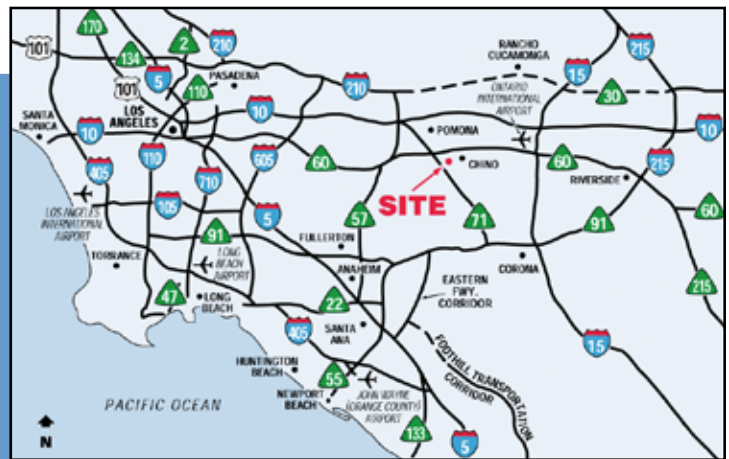 170
2
210
101
134
5
RANCHO
CUCAMONGA
15
215
101
110
PASADENA
210
ONTARIO
INTERNATIONAL
AIRPORT
30
SANTA
MONICA
LOS
ANGELES
10
10
POMONA
10
405
110
710
605
60
CHINO
60
215
RIVERSIDE
LOS ANGELES
INTERNATIONAL
AIRPORT
105
5
57
SITE
71
91
60
91
FULLERTON
TORRANCE
LONG
BEACH
AIRPORT
ANAHEIM
EASTERN
FWY.
CORRIDOR
CORONA
215
47
LONG
BEACH
22
405
SANTA
ANA
15
FOOTHILL TRANSPORTATION
CORRIDOR
HUNTINGTON
BEACH
55
NEWPORT
BEACH
JOHN WAYNE
(ORANGE COUNTY)
AIRPORT
PACIFIC OCEAN
133
5
N